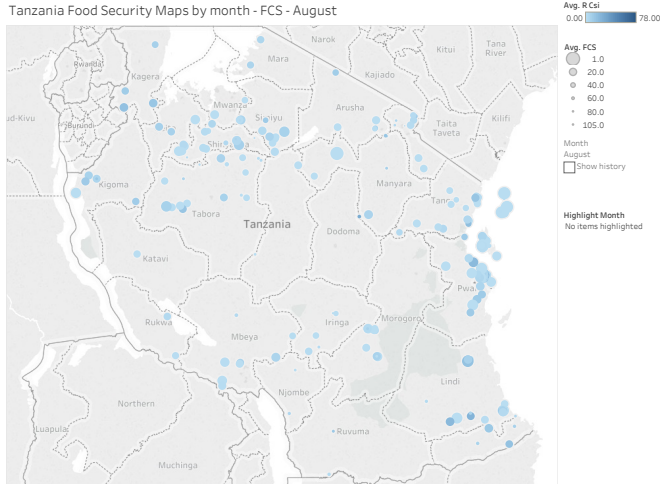 Tanzania Food Security Maps by month - FCS - August
Avg. R Csi
0.00
78.00
Avg. FCS
1.0
20.0
40.0
60.0
80.0
105.0
Month
August
Show history
Highlight Month
No items highlighted
Narok
Kitui
Tana
River
Mara
Kajiado
Rwanda
Kagera
Mwanza
Simiyu
Arusha
Taita
Taveta
Kilifi
ud-Kivu
Burundi
Kigoma
Manyara
Tabora
Tanzania
Dodoma
Katavi
Pwa
Rukwa
Mbeya
Iringa
Morogoro
Njombe
Lindi
Northern
Luapula
Ruvuma
Muchinga